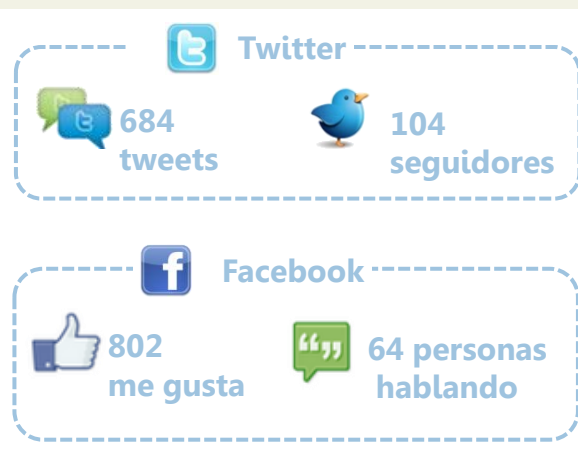 Twitter
684
tweets
104
seguidores
Facebook
802
me gusta
64 personas
hablando